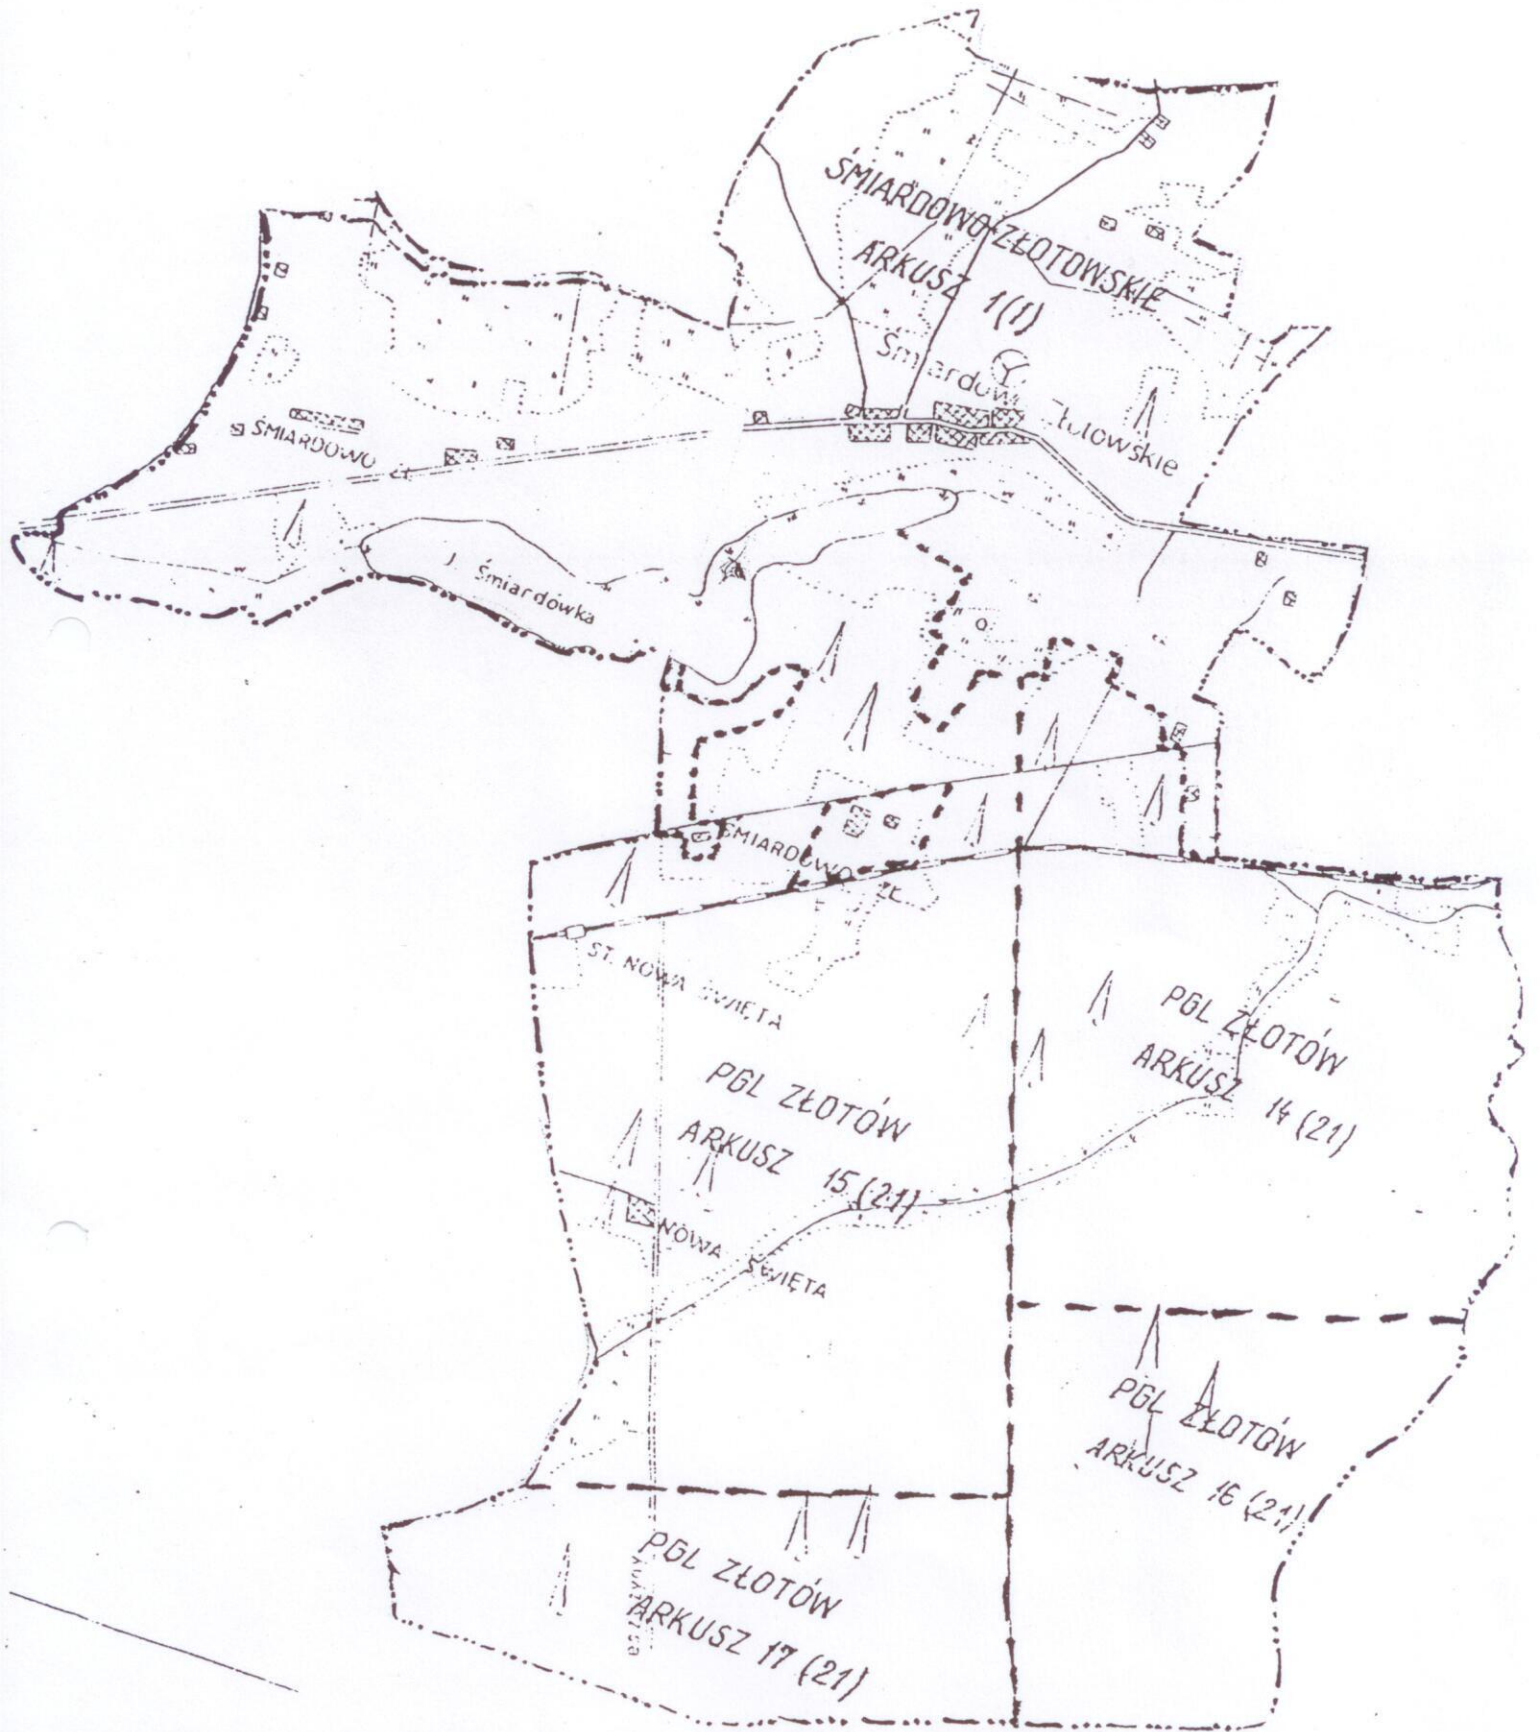 ŚMIARDOWO-ZŁOTOWSKIE
ARKUSZ 1(1)
Śmiardowo Złotowskie
ŚMIARDOWO Zł.
J. Śmiardówka
ŚMIARDOWO ZŁ.
ST. NOWA ŚWIĘTA
PGL ZŁOTÓW
ARKUSZ 14 (21)
PGL ZŁOTÓW
ARKUSZ 15 (21)
NOWA ŚWIĘTA
PGL ZŁOTÓW
ARKUSZ 16 (21)
PGL ZŁOTÓW
ARKUSZ 17 (21)